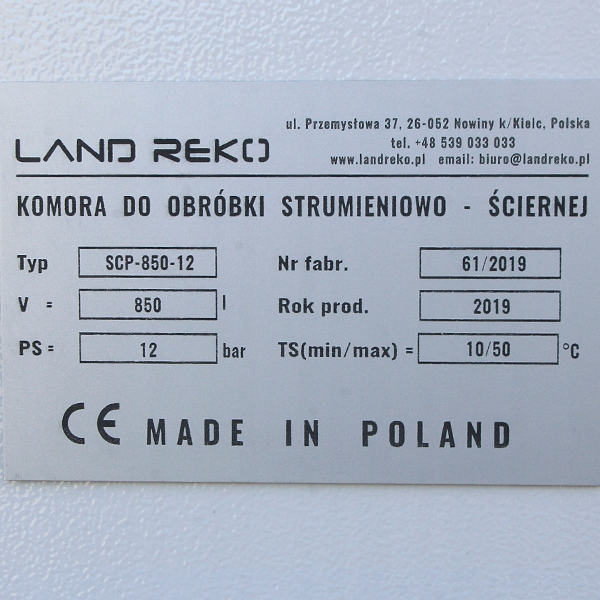 LAND REKO
ul. Przemysłowa 37, 26-052 Nowiny k/Kielc, Polska
tel. +48 539 033 033
www.landreko.pl email: biuro@landreko.pl
KOMORA DO OBRÓBKI STRUMIENIOWO - ŚCIERNEJ
Typ SCP-850-12 Nr fabr. 61/2019
V = 850 l Rok prod. 2019
PS = 12 bar TS(min/max) = 10/50 °C
CE MADE IN POLAND